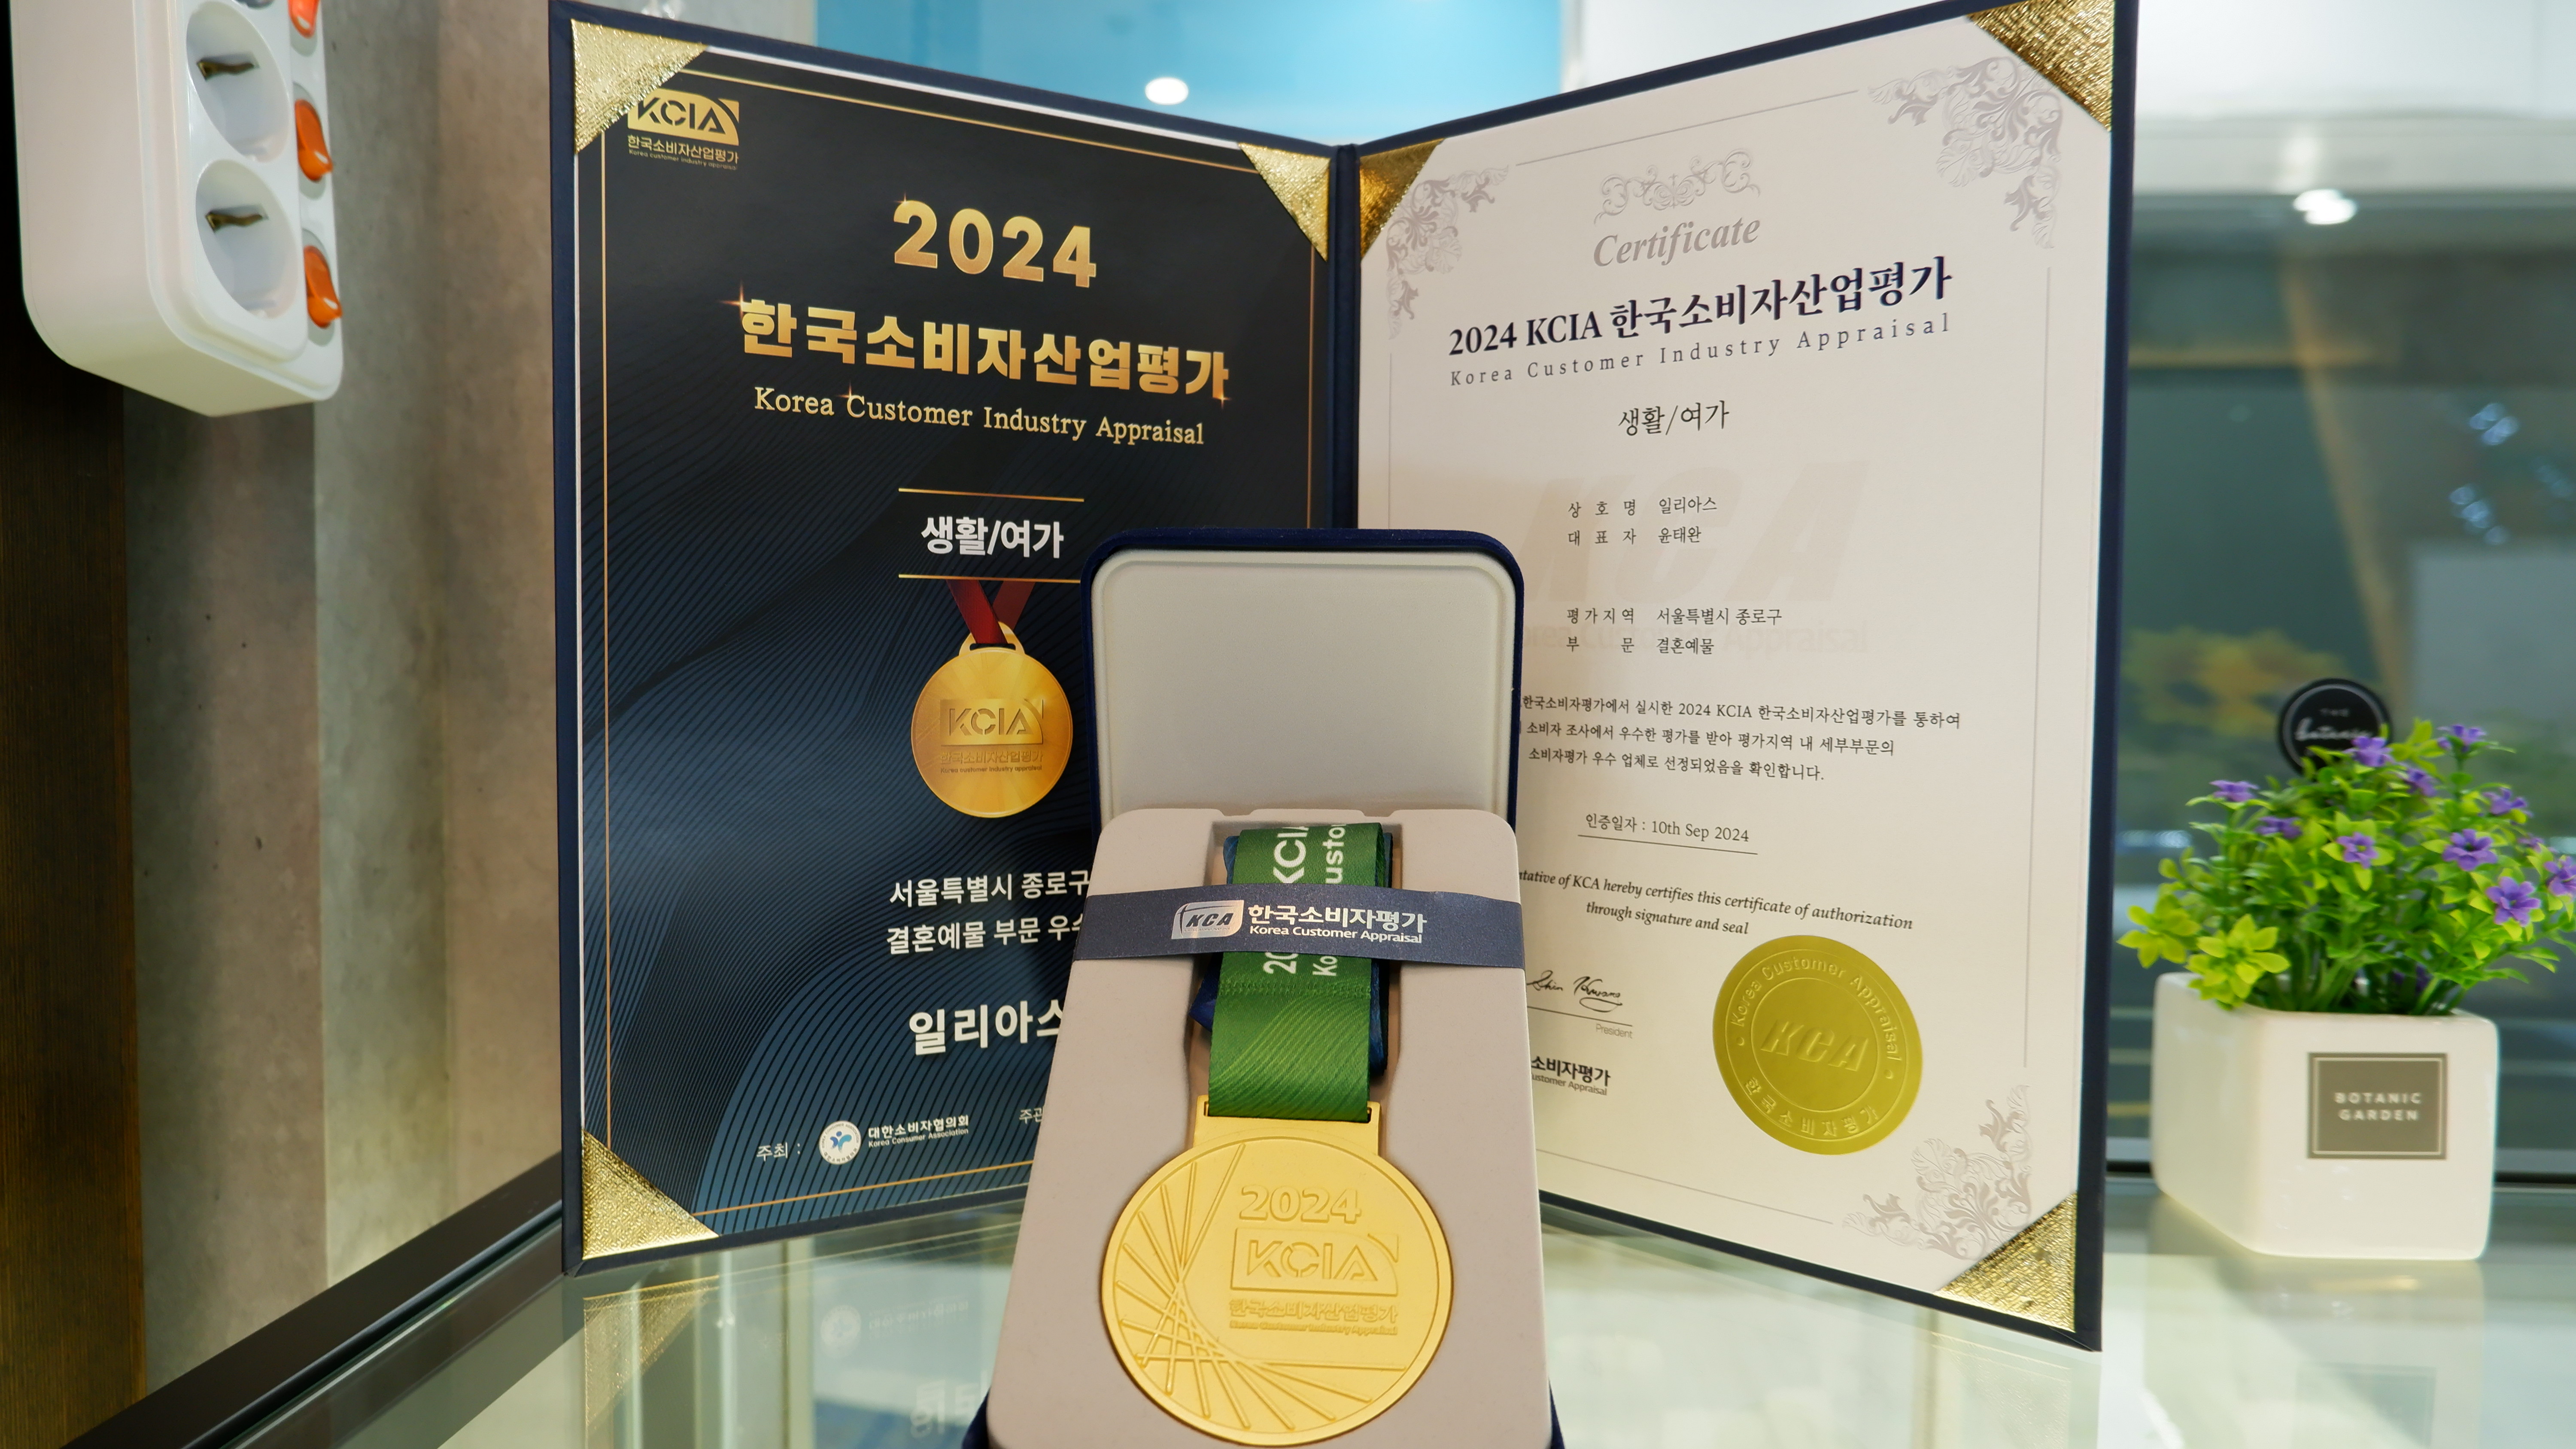 KCIA
한국소비자산업평가
Korea customer industry appraisal
2024
한국소비자산업평가
Korea Customer Industry Appraisal
생활/여가
KCIA
한국소비자산업평가
Korea customer industry appraisal
서울특별시 종로구
결혼예물 부문
일리아스
주최 :
대한소비자협의회
Korea Consumer Association
Certificate
2024 KCIA 한국소비자산업평가
Korea Customer Industry Appraisal
생활/여가
상 호 명 일리아스
대 표 자 윤태완
평가지역 서울특별시 종로구
부 문 결혼예물
한국소비자평가에서 실시한 2024 KCIA 한국소비자산업평가를 통하여
소비자 조사에서 우수한 평가를 받아 평가지역 내 세부부문의
소비자평가 우수 업체로 선정되었음을 확인합니다.
인증일자 : 10th Sep 2024
of KCA hereby certifies this certificate of authorization
through signature and seal
President
소비자평가
Appraisal
Korea Customer Appraisal
KCA
한국소비자평가
KCIA
KCA 한국소비자평가
Korea Customer Appraisal
2024
KCIA
한국소비자산업평가
Korea Customer Industry Appraisal
THE
botanic
BOTANIC
GARDEN